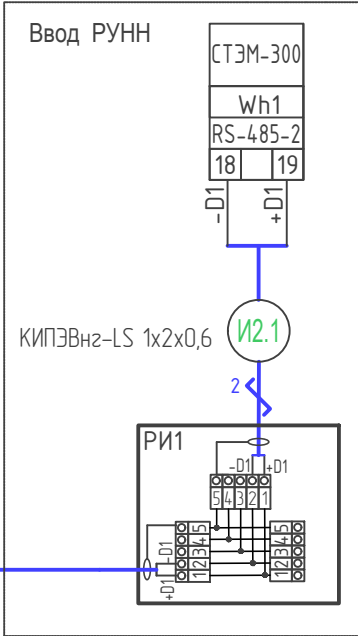 Ввод РУНН
СТЭМ-300
Wh1
RS-485-2
18 19
-D1 +D1
КИПЭВнг-LS 1x2x0,6
И2.1
2
РИ1
-D1 +D1
5 4 3 2 1
5 5
4 4
3 3
2 2
1 1
-D1
+D1